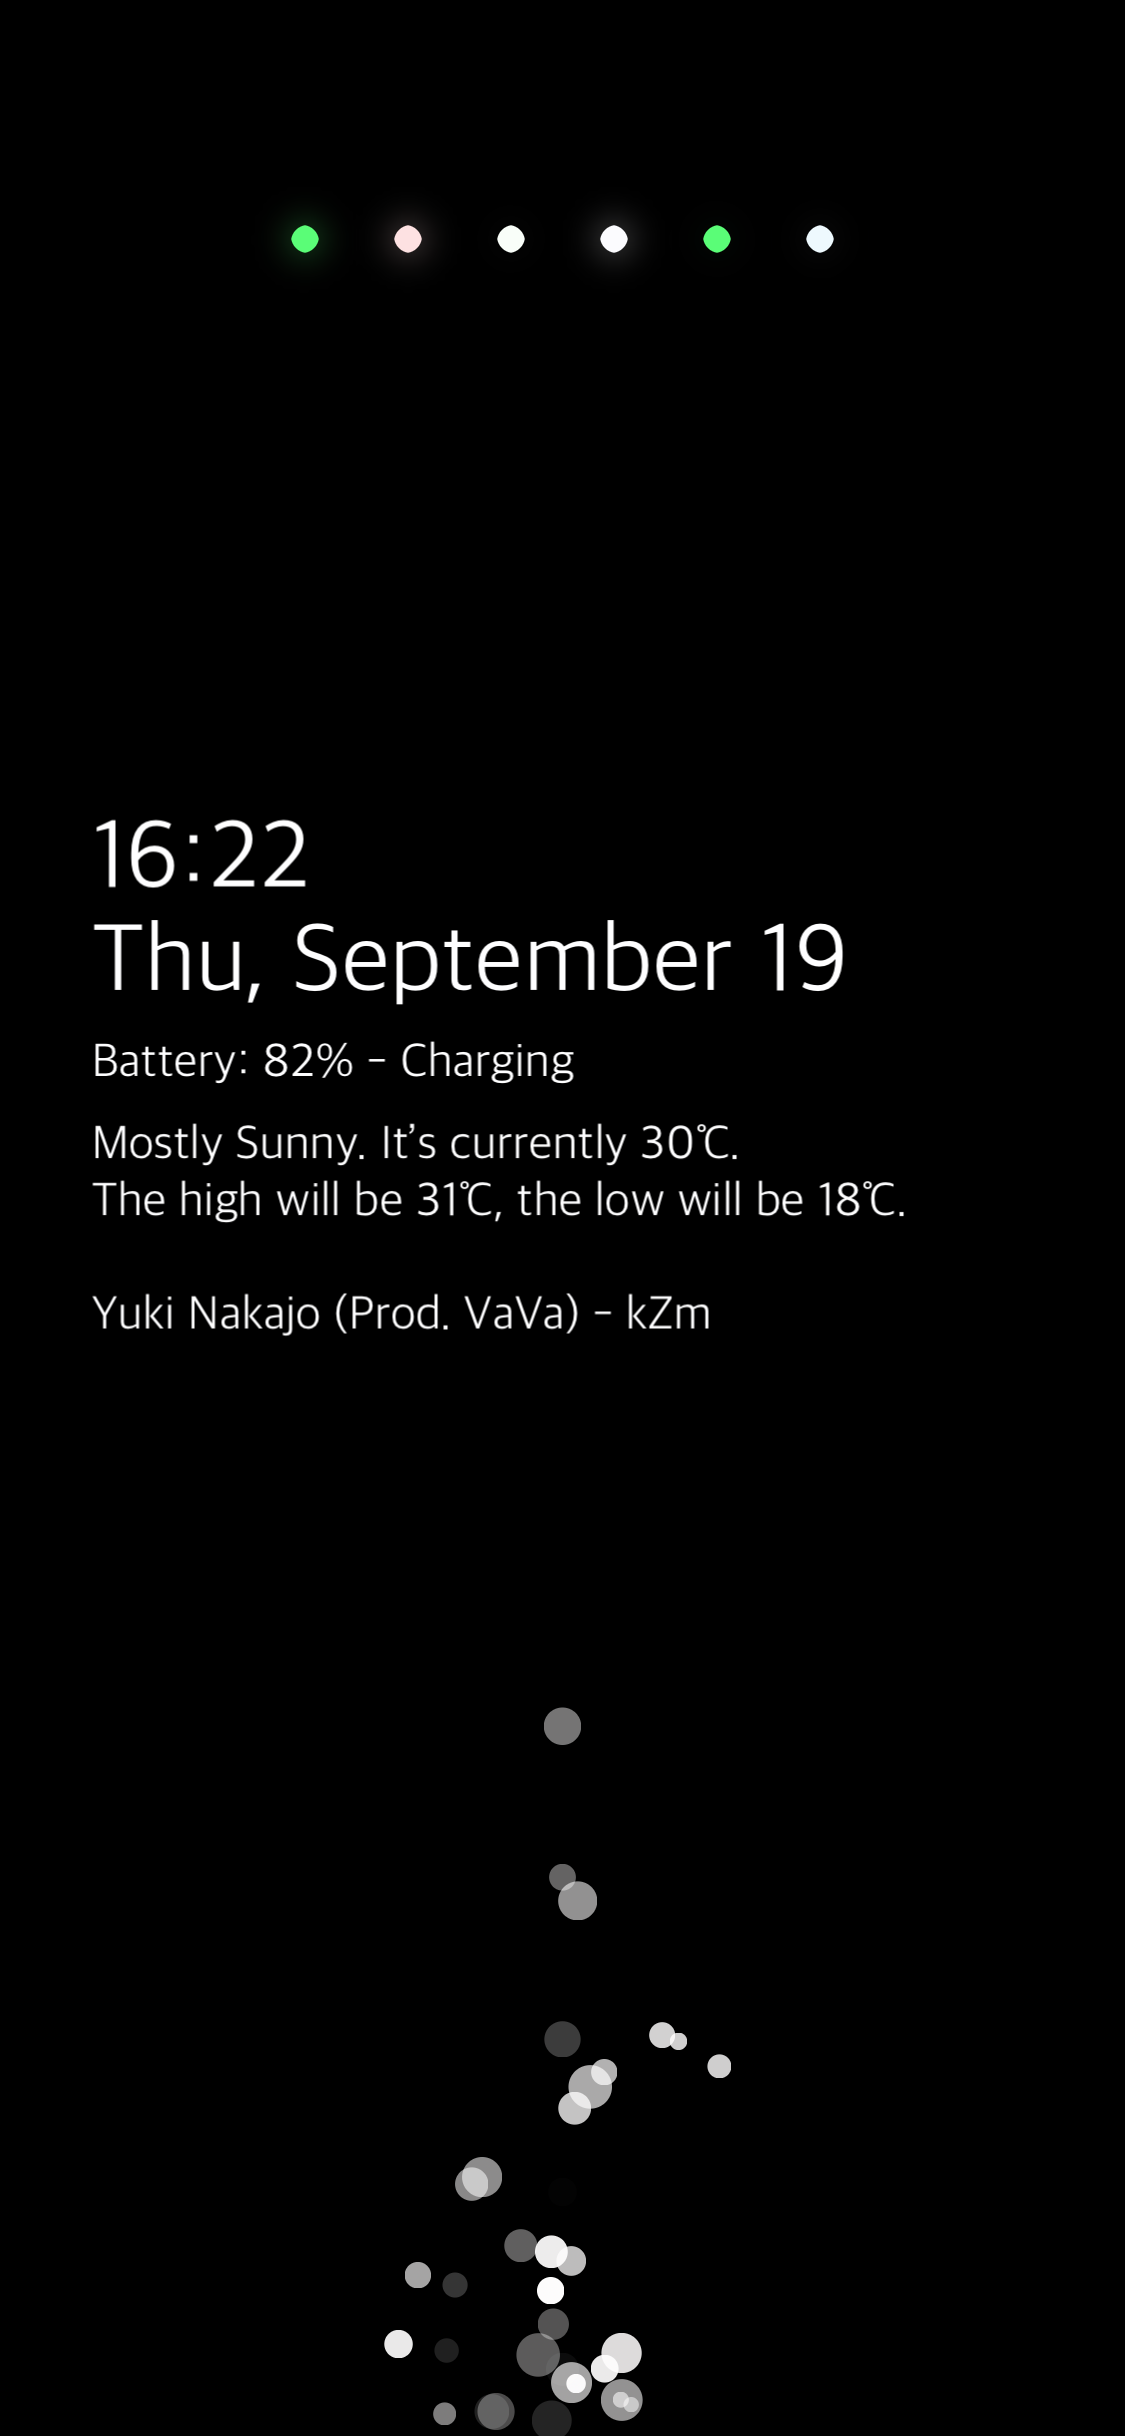 16:22
Thu, September 19
Battery: 82% - Charging
Mostly Sunny. It's currently 30℃.
The high will be 31℃, the low will be 18℃.
Yuki Nakajo (Prod. VaVa) - kZm